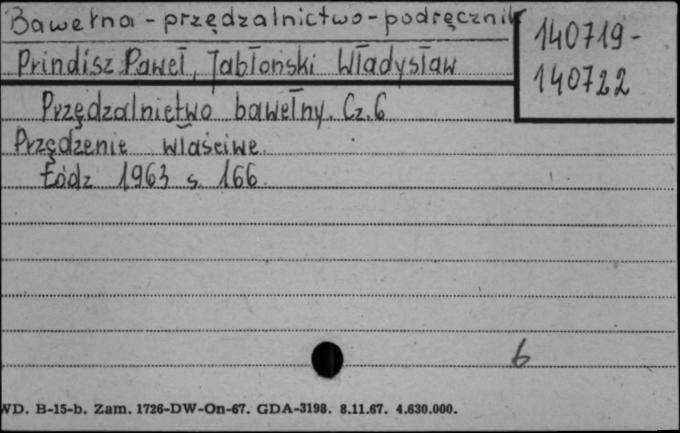 Bawełna - przędzalnictwo - podręcznik
140719-
140722
Prindisz Paweł, Jabłoński Władysław
Przędzalnictwo bawełny. Cz. 6
Przędzenie właściwe.
Łódz 1963 s. 166.
6
WD. B-15-b. Zam. 1726-DW-On-67. GDA-3198. 8.11.67. 4.630.000.